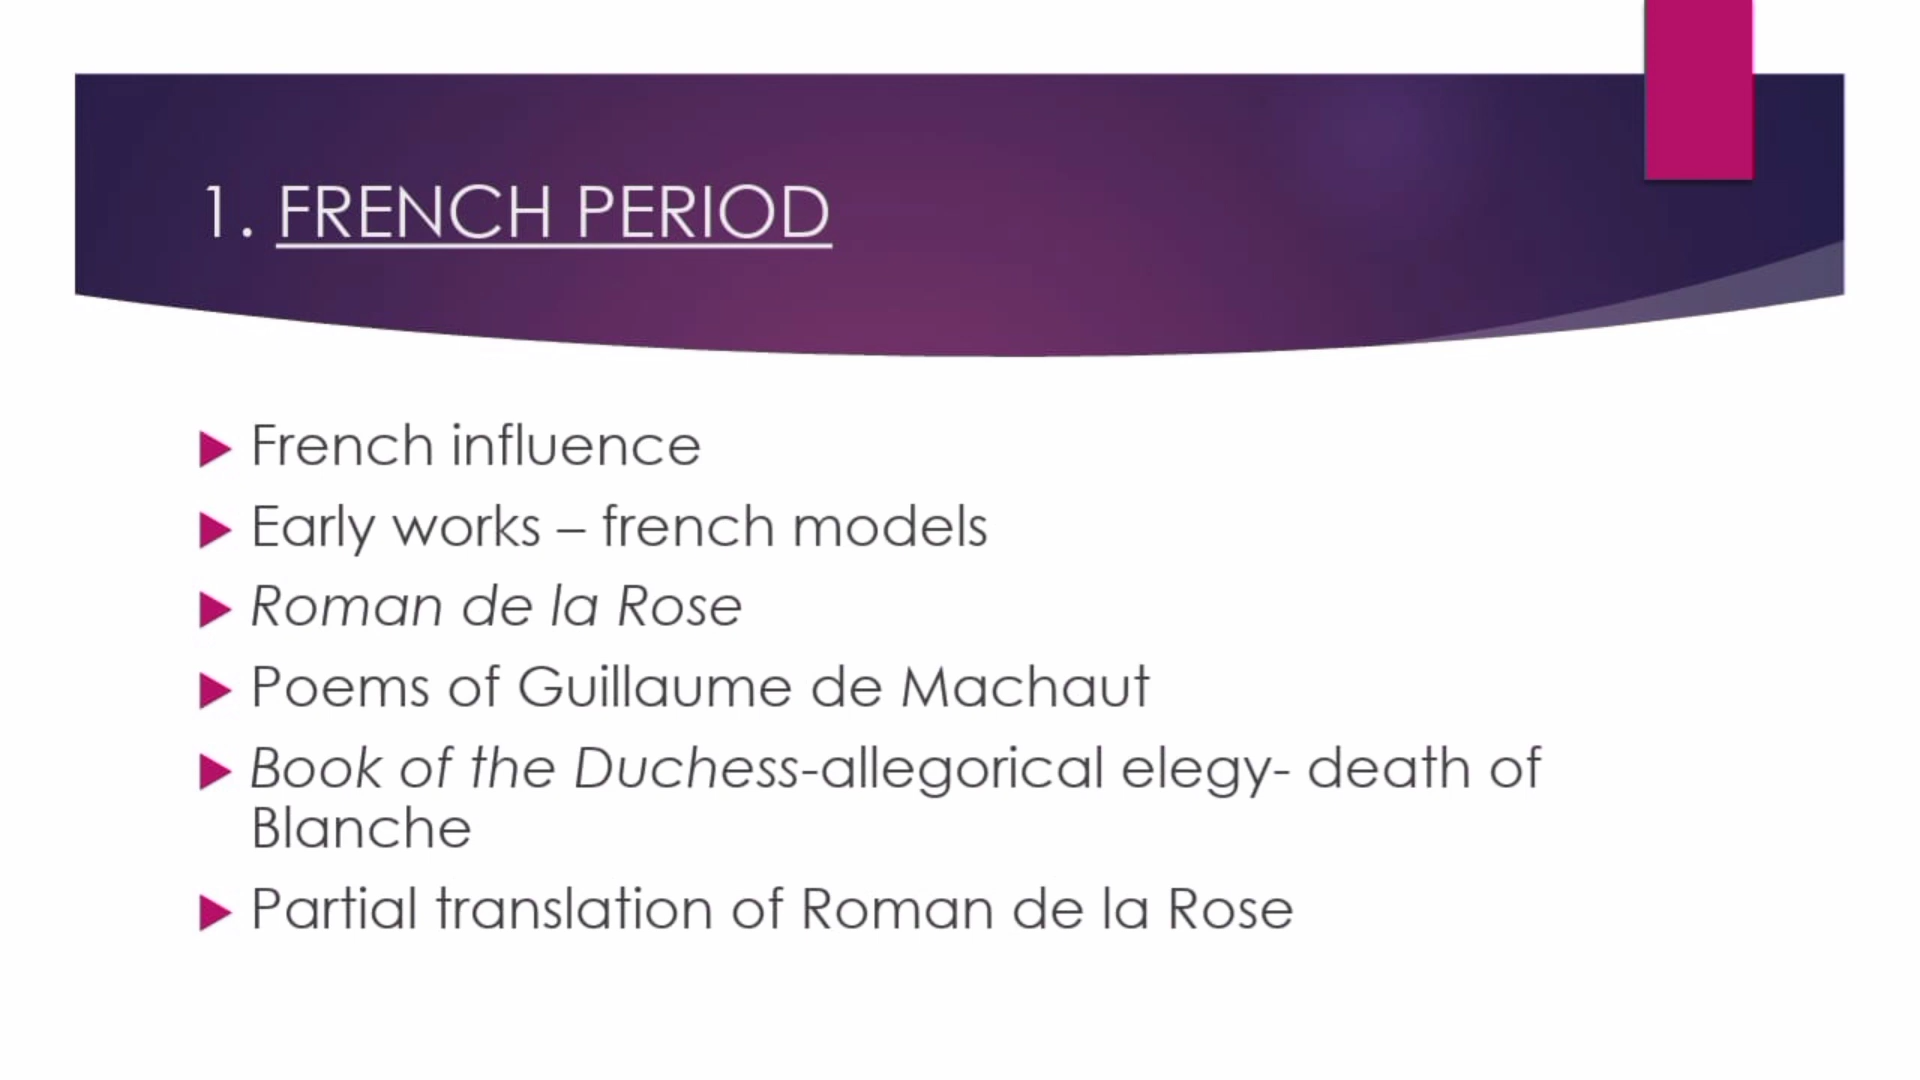 1. FRENCH PERIOD
French influence
Early works – french models
Roman de la Rose
Poems of Guillaume de Machaut
Book of the Duchess-allegorical elegy- death of
Blanche
Partial translation of Roman de la Rose